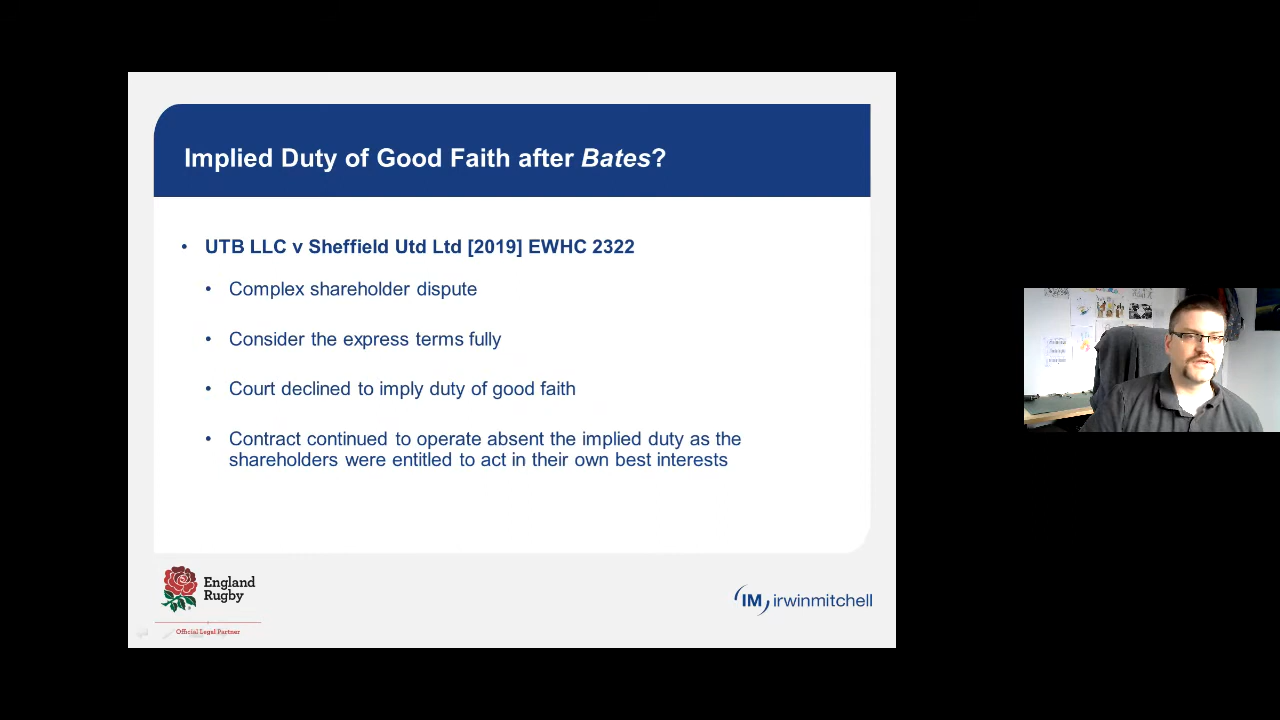 Implied Duty of Good Faith after Bates?
• UTB LLC v Sheffield Utd Ltd [2019] EWHC 2322
• Complex shareholder dispute
• Consider the express terms fully
• Court declined to imply duty of good faith
• Contract continued to operate absent the implied duty as the
shareholders were entitled to act in their own best interests
England
Rugby
Official Legal Partner
IM irwinmitchell